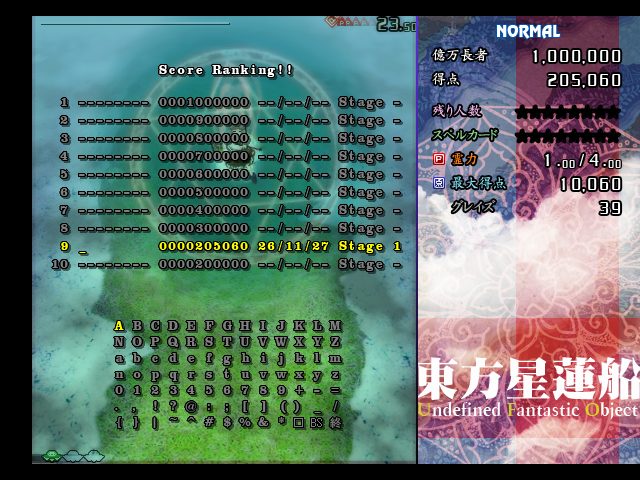 23.50
Score Ranking!!
1 -------- 0001000000 --/--/-- Stage -
2 -------- 0000900000 --/--/-- Stage -
3 -------- 0000800000 --/--/-- Stage -
4 -------- 0000700000 --/--/-- Stage -
5 -------- 0000600000 --/--/-- Stage -
6 -------- 0000500000 --/--/-- Stage -
7 -------- 0000400000 --/--/-- Stage -
8 -------- 0000300000 --/--/-- Stage -
9 _ 0000205060 26/11/27 Stage 1
10 -------- 0000200000 --/--/-- Stage -
A B C D E F G H I J K L M
N O P Q R S T U V W X Y Z
a b c d e f g h i j k l m
n o p q r s t u v w x y z
0 1 2 3 4 5 6 7 8 9 + - =
. , ! ? @ : ; [ ] ( ) _ /
{ } | ~ ^ # $ % & * □ BS 終
NORMAL
億万長者 1,000,000
得点 205,060
残り人数 ★★★★★★★★
スペルカード ★★★★★★★★
P 霊力 1.00/4.00
点 最大得点 10,060
グレイズ 39
東方星蓮船
Undefined Fantastic Object